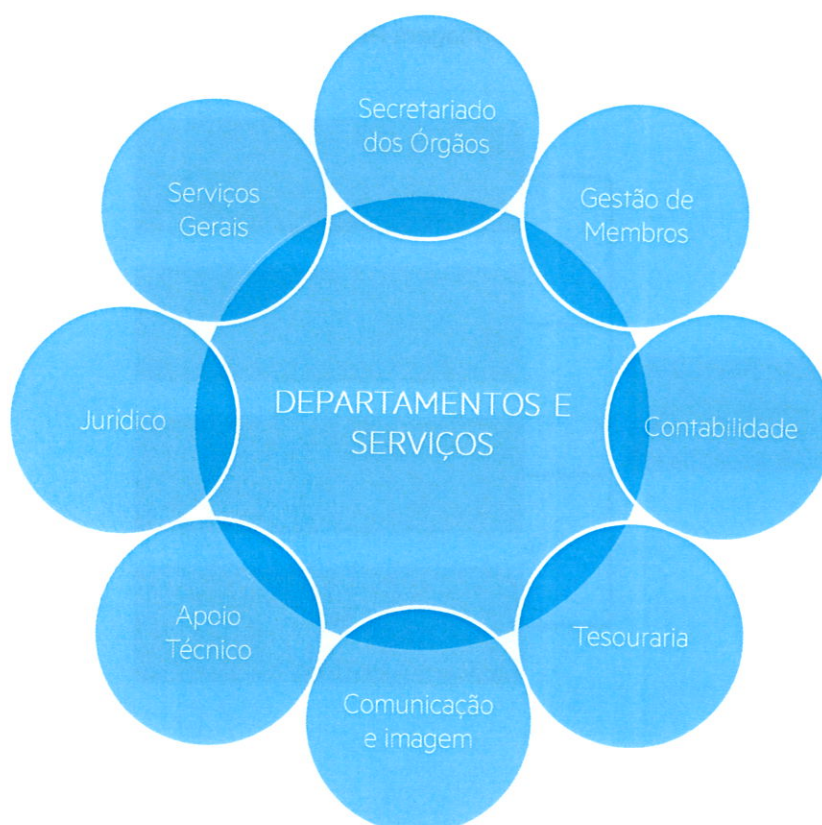 Secretariado
dos Órgãos
Gestão de
Membros
Contabilidade
Tesouraria
Comunicação
e imagem
Apoio
Técnico
Jurídico
Serviços
Gerais
DEPARTAMENTOS E
SERVIÇOS